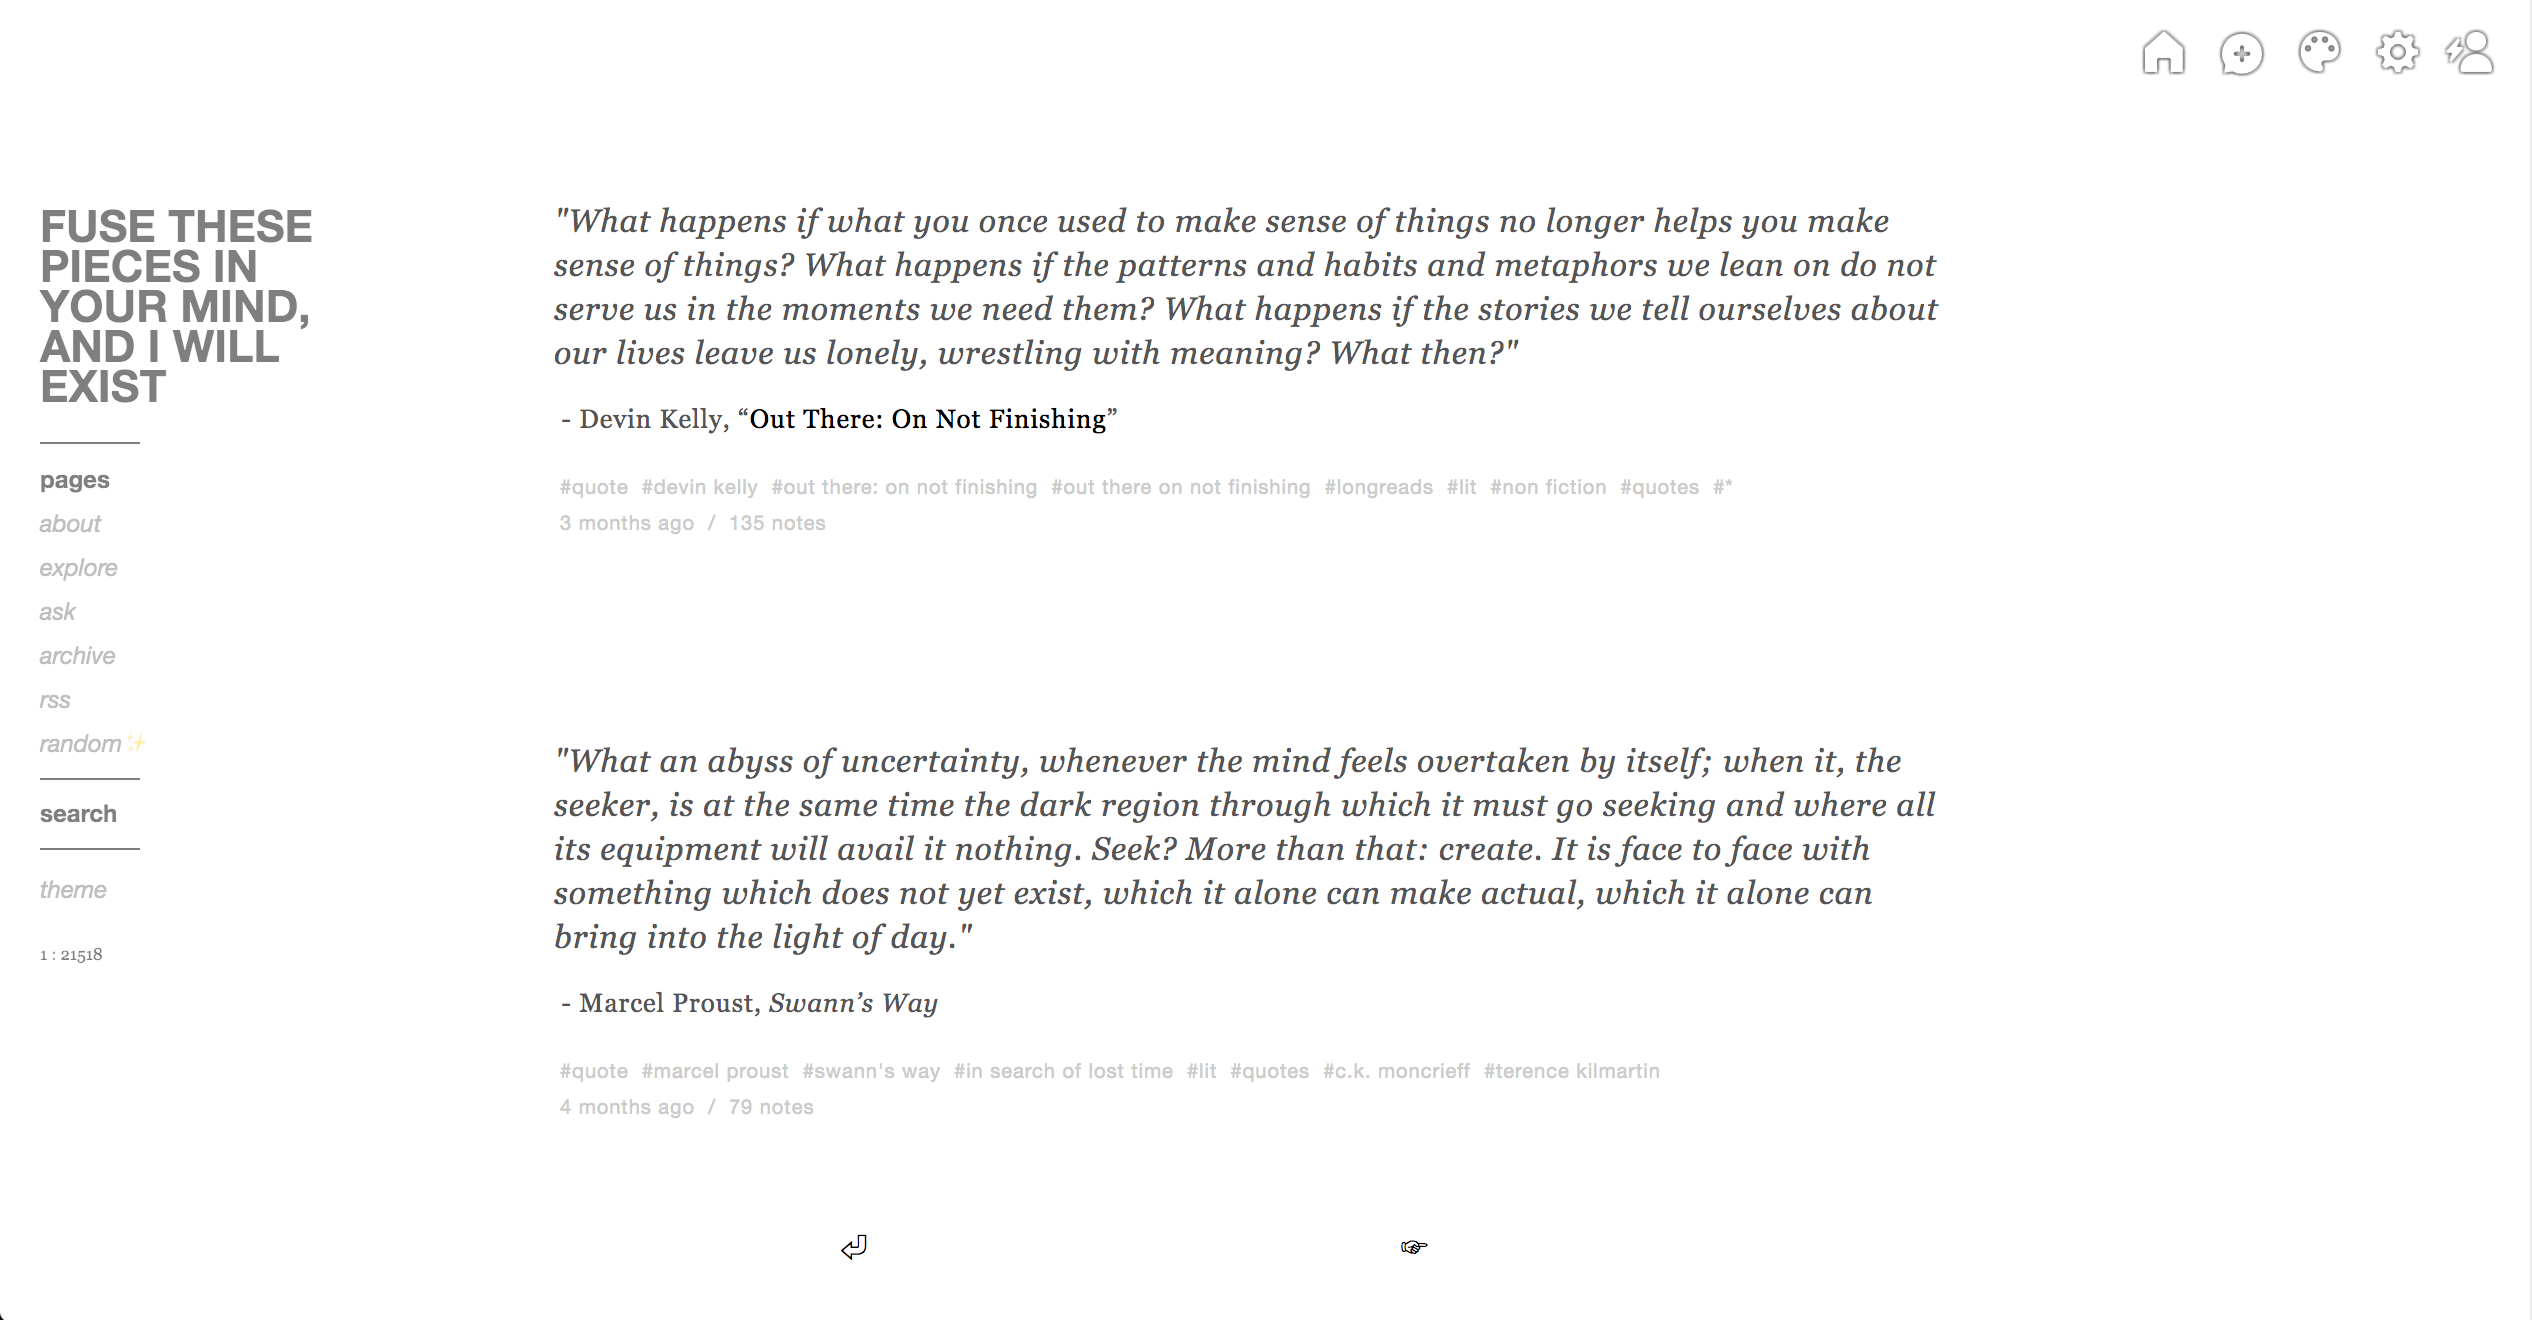 FUSE THESE
PIECES IN
YOUR MIND,
AND I WILL
EXIST
pages
about
explore
ask
archive
rss
random✨
search
theme
1 : 21518
"What happens if what you once used to make sense of things no longer helps you make
sense of things? What happens if the patterns and habits and metaphors we lean on do not
serve us in the moments we need them? What happens if the stories we tell ourselves about
our lives leave us lonely, wrestling with meaning? What then?"
- Devin Kelly, “Out There: On Not Finishing”
#quote #devin kelly #out there: on not finishing #out there on not finishing #longreads #lit #non fiction #quotes #*
3 months ago / 135 notes
"What an abyss of uncertainty, whenever the mind feels overtaken by itself; when it, the
seeker, is at the same time the dark region through which it must go seeking and where all
its equipment will avail it nothing. Seek? More than that: create. It is face to face with
something which does not yet exist, which it alone can make actual, which it alone can
bring into the light of day."
- Marcel Proust, Swann’s Way
#quote #marcel proust #swann's way #in search of lost time #lit #quotes #c.k. moncrieff #terence kilmartin
4 months ago / 79 notes